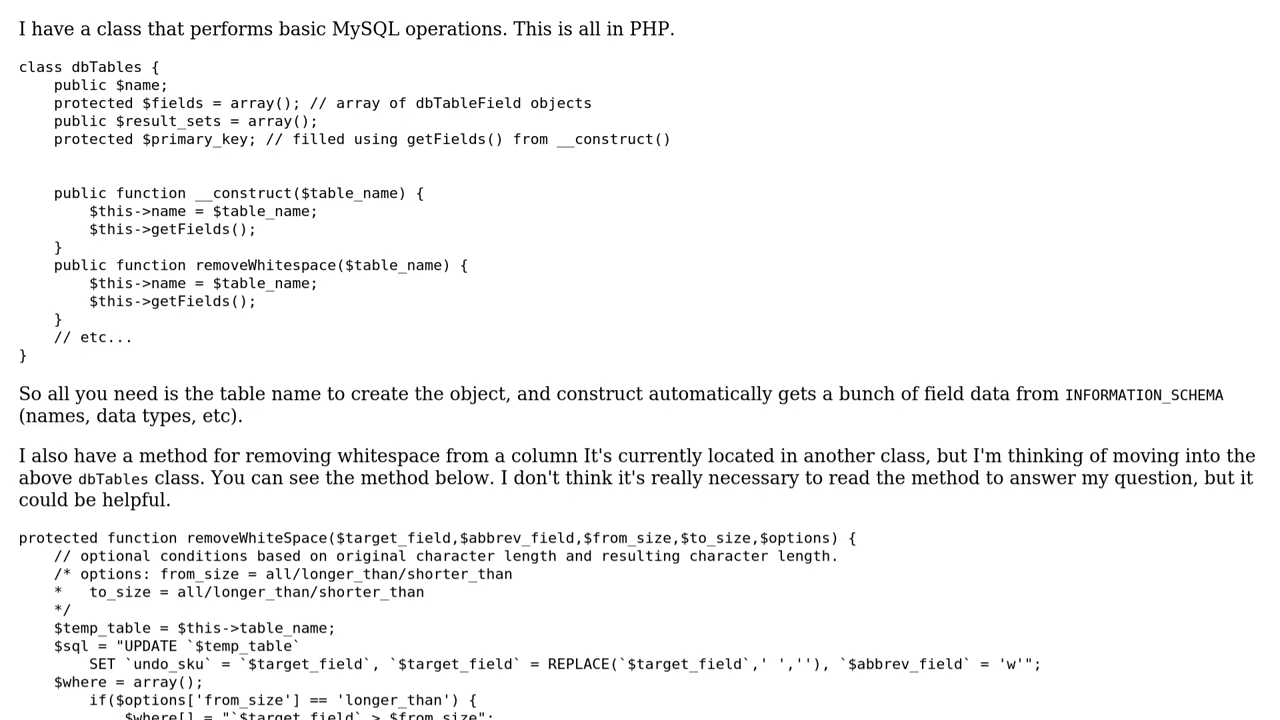 I have a class that performs basic MySQL operations. This is all in PHP.
class dbTables {
    public $name;
    protected $fields = array(); // array of dbTableField objects
    public $result_sets = array();
    protected $primary_key; // filled using getFields() from __construct()
    public function __construct($table_name) {
        $this->name = $table_name;
        $this->getFields();
    }
    public function removeWhitespace($table_name) {
        $this->name = $table_name;
        $this->getFields();
    }
    // etc...
}
So all you need is the table name to create the object, and construct automatically gets a bunch of field data from INFORMATION_SCHEMA
(names, data types, etc).
I also have a method for removing whitespace from a column It's currently located in another class, but I'm thinking of moving into the
above dbTables class. You can see the method below. I don't think it's really necessary to read the method to answer my question, but it
could be helpful.
protected function removeWhiteSpace($target_field,$abbrev_field,$from_size,$to_size,$options) {
    // optional conditions based on original character length and resulting character length.
    /* options: from_size = all/longer_than/shorter_than
    *   to_size = all/longer_than/shorter_than
    */
    $temp_table = $this->table_name;
    $sql = "UPDATE `$temp_table`
        SET `undo_sku` = `$target_field`, `$target_field` = REPLACE(`$target_field`,' ',''), `$abbrev_field` = 'w'";
    $where = array();
        if($options['from_size'] == 'longer_than') {
            $where[] = "`$target_field` > $from_size";